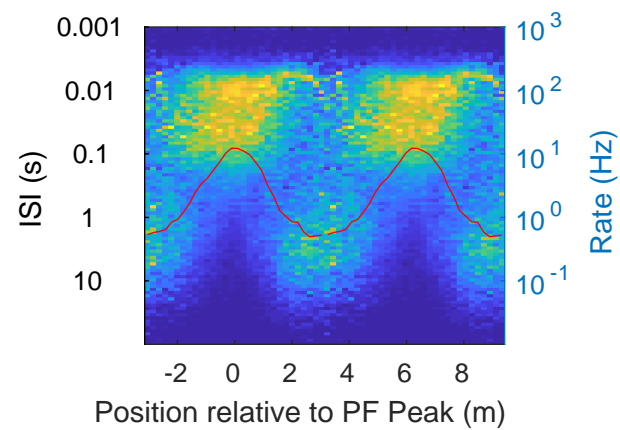 0.001
0.01
0.1
1
10
ISI (s)
10^3
10^2
10^1
10^0
10^-1
Rate (Hz)
-2 0 2 4 6 8
Position relative to PF Peak (m)